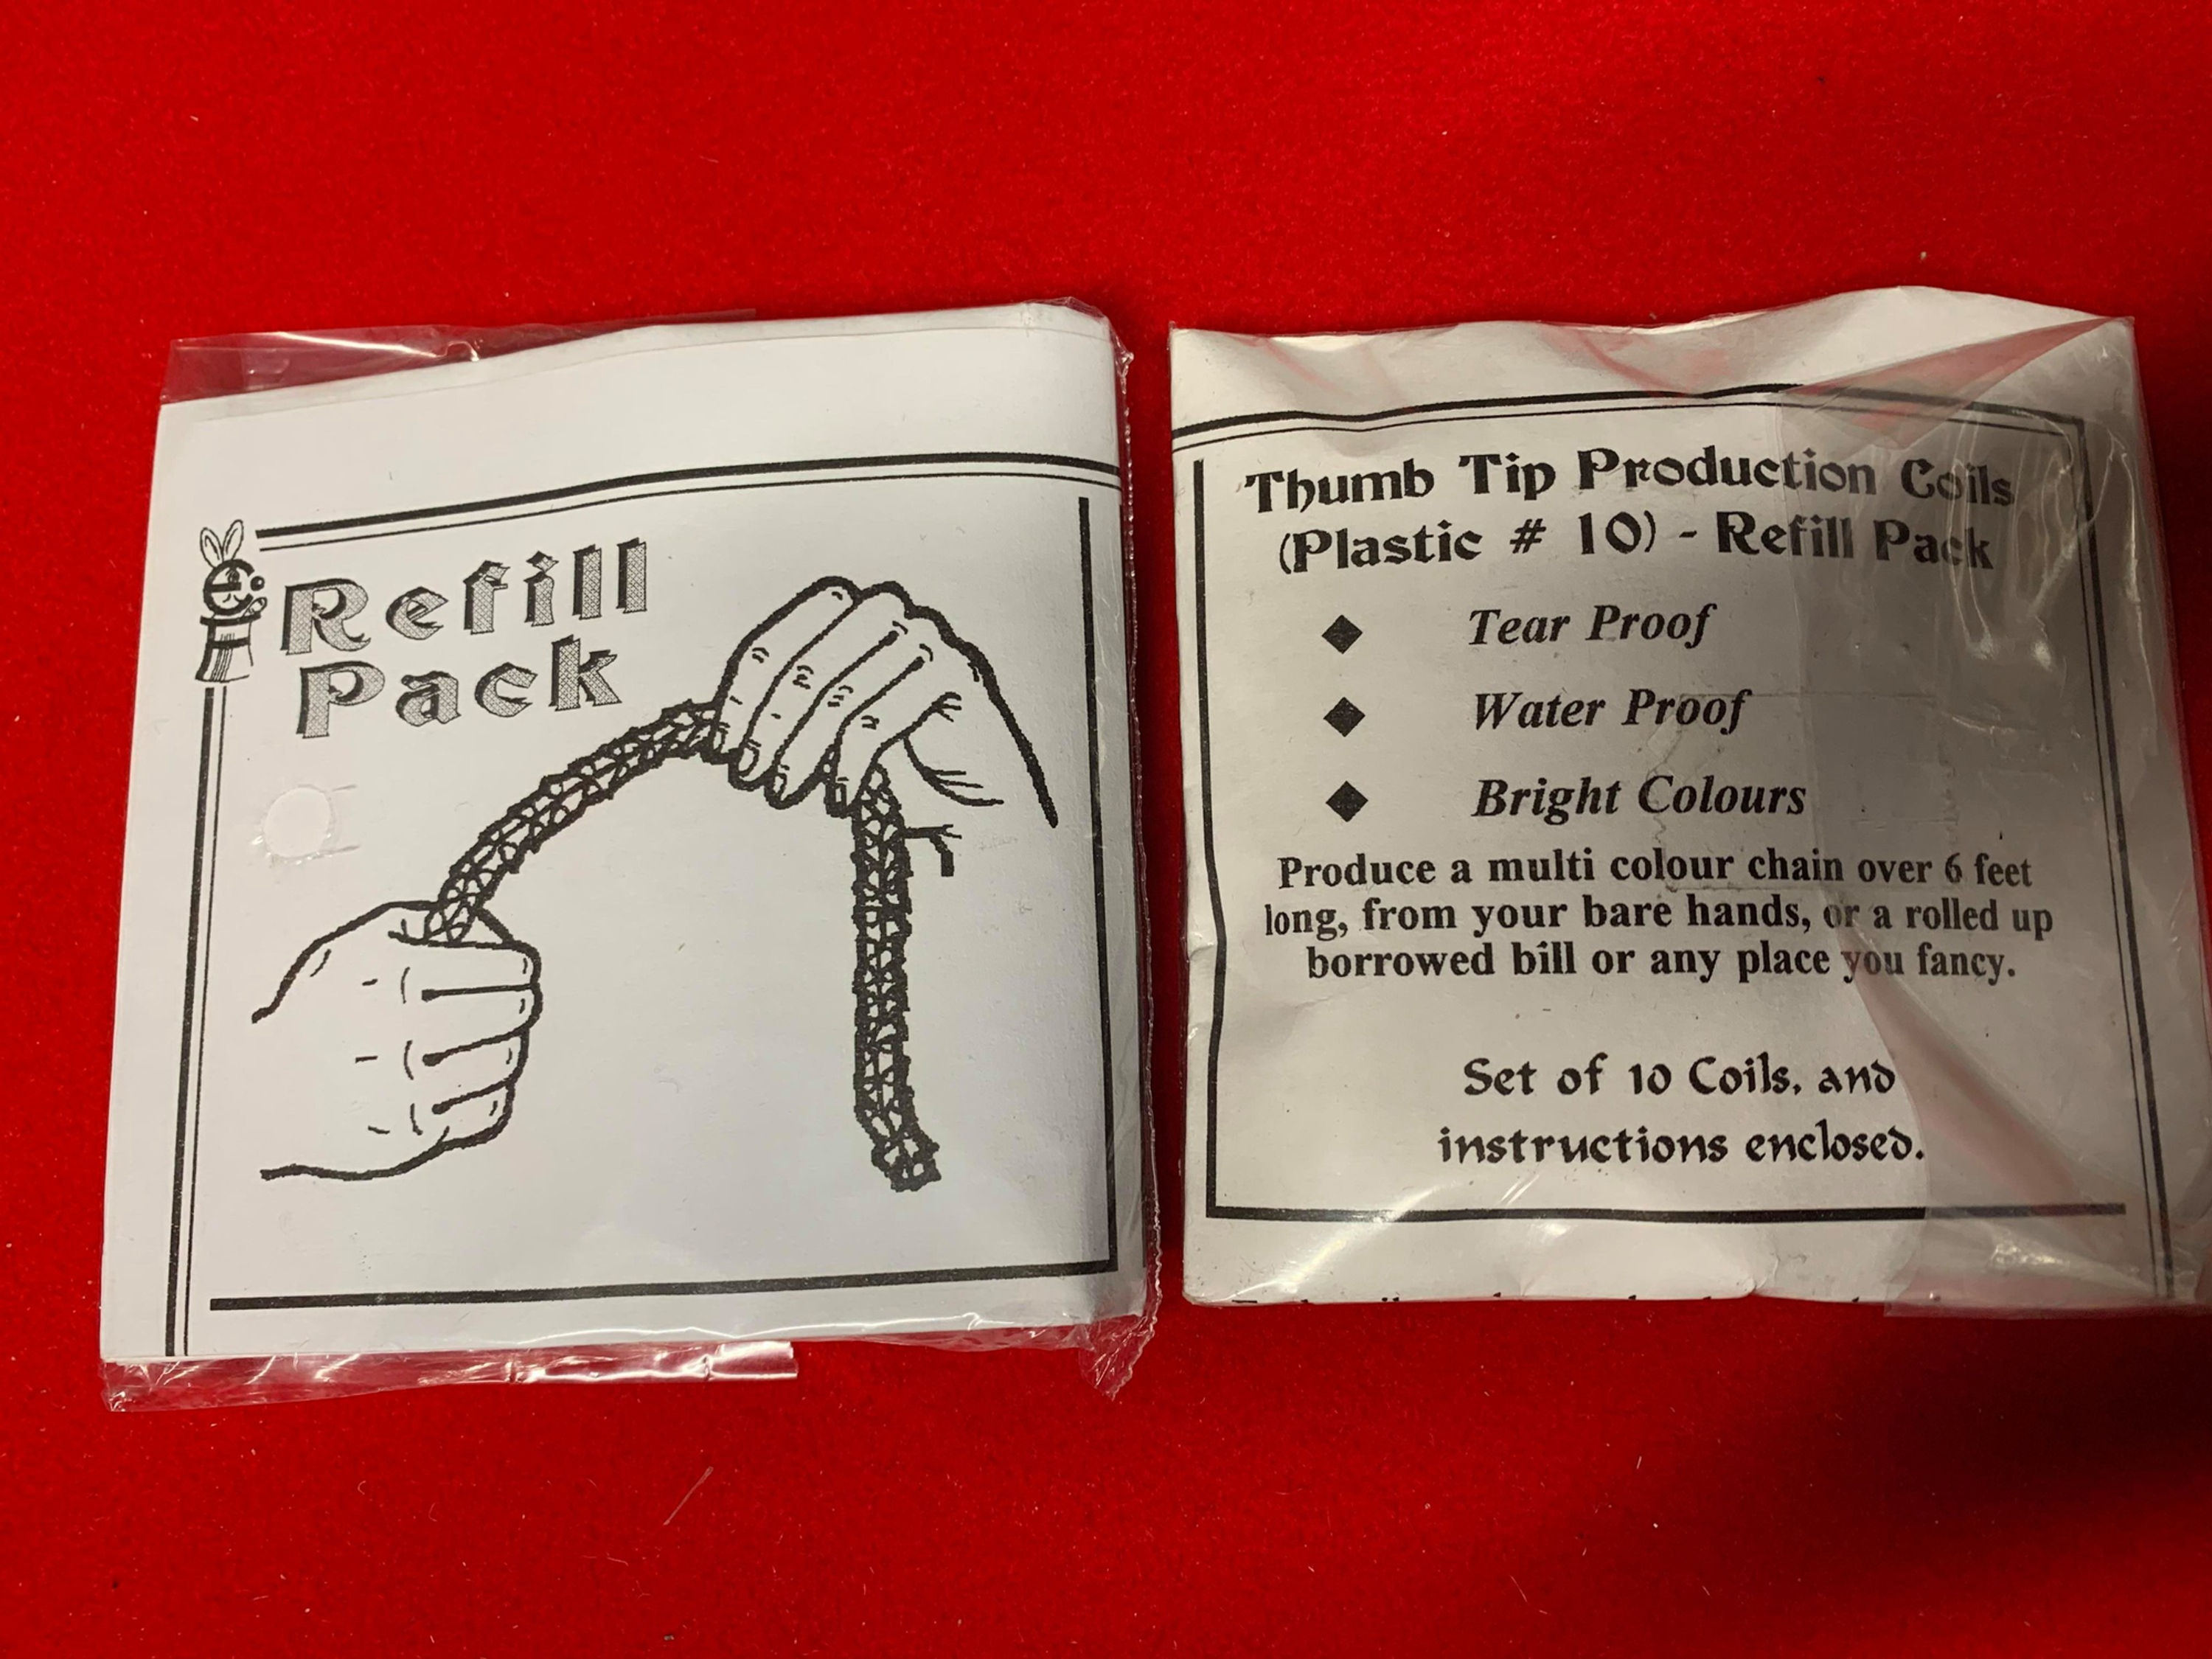 Refill
Pack
Thumb Tip Production Coils
(Plastic # 10) - Refill Pack
Tear Proof
Water Proof
Bright Colours
Produce a multi colour chain over 6 feet
long, from your bare hands, or a rolled up
borrowed bill or any place you fancy.
Set of 10 Coils, and
instructions enclosed.